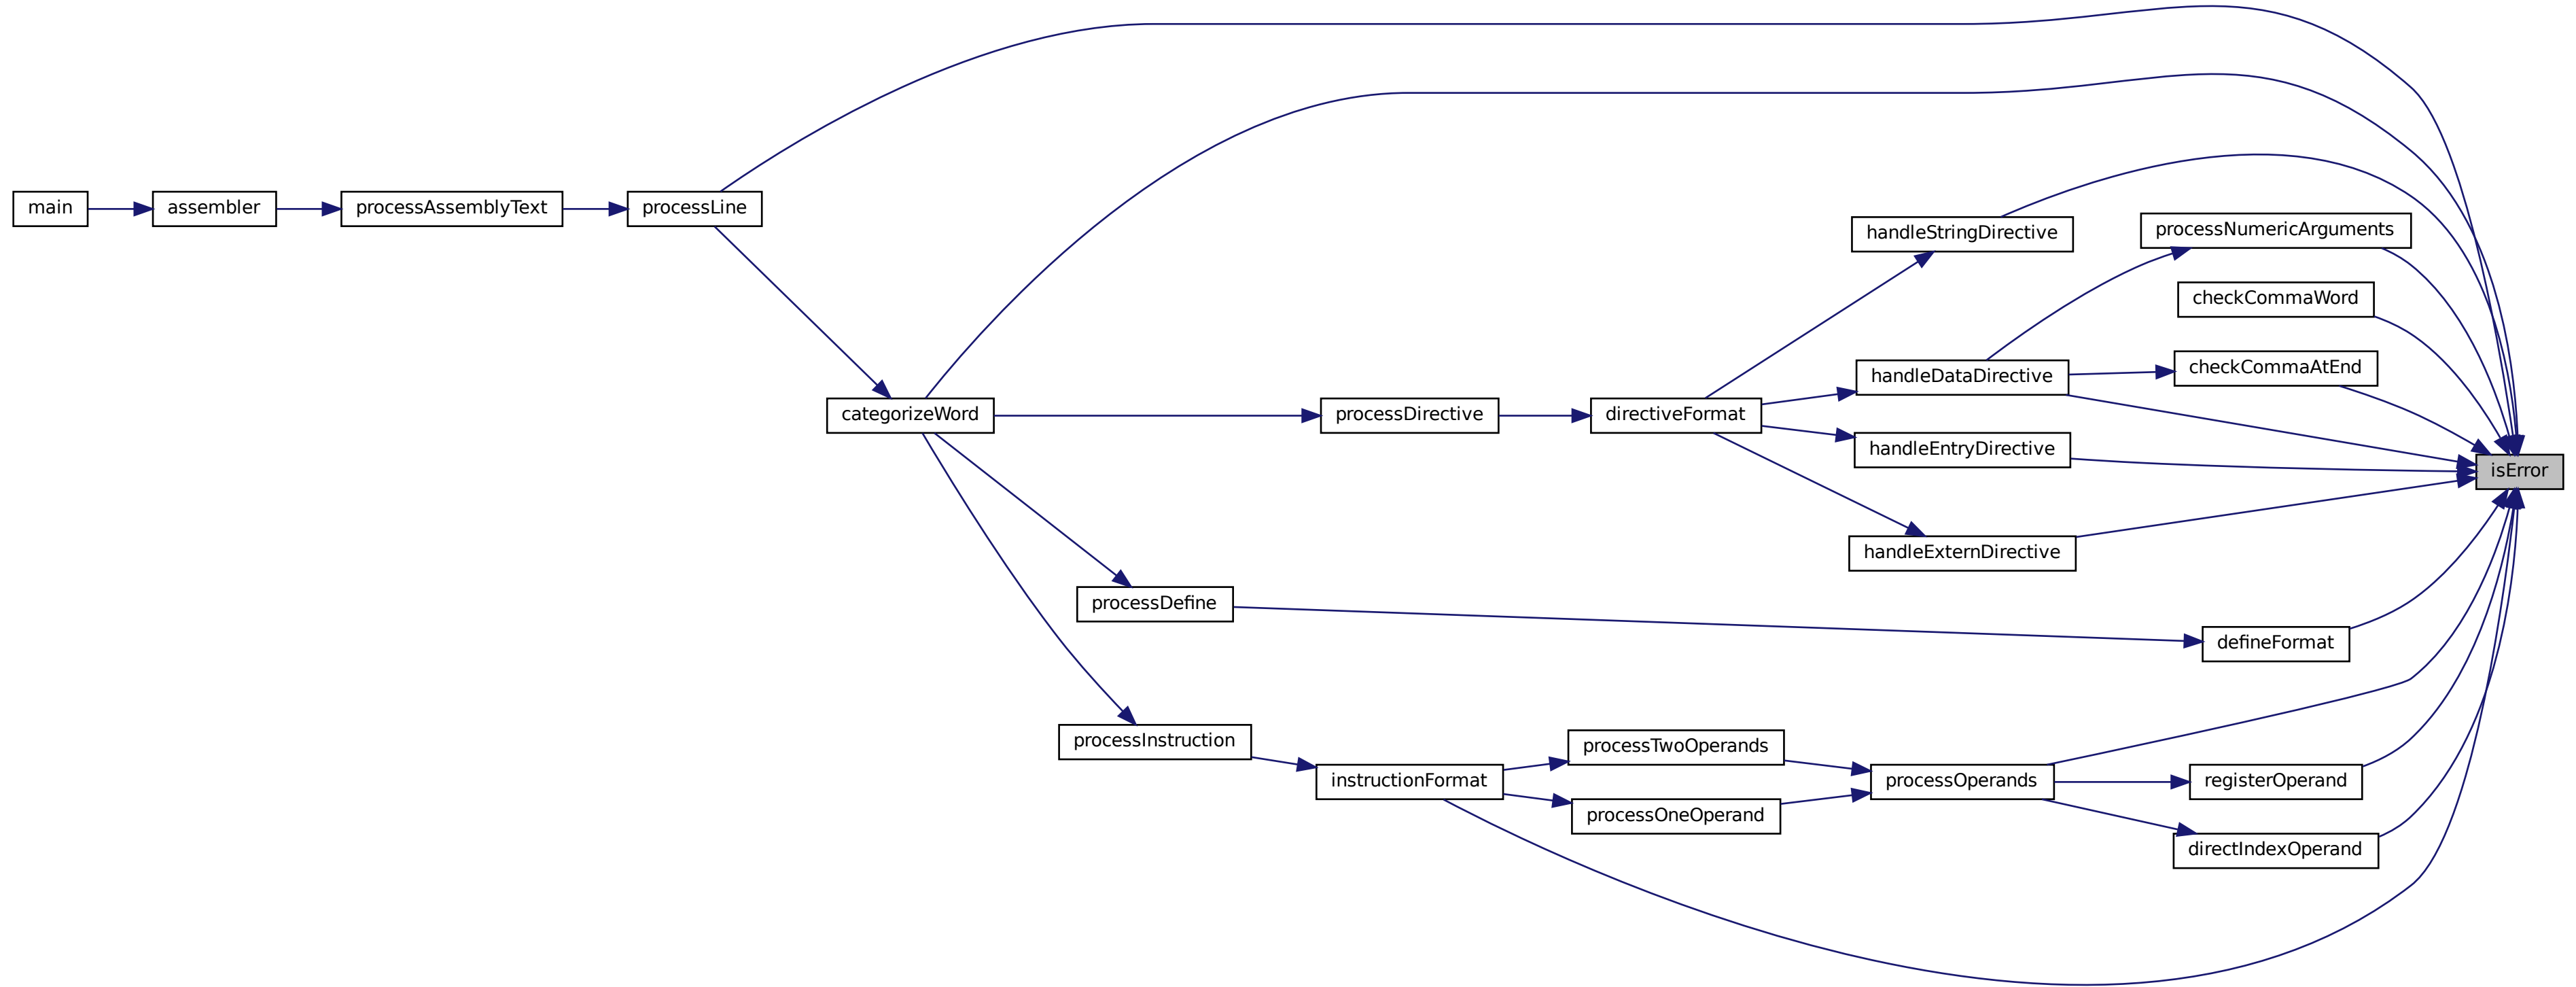 main
assembler
processAssemblyText
processLine
categorizeWord
processDirective
directiveFormat
handleStringDirective
handleDataDirective
handleEntryDirective
handleExternDirective
processNumericArguments
checkCommaWord
checkCommaAtEnd
isError
processDefine
defineFormat
processInstruction
instructionFormat
processTwoOperands
processOneOperand
processOperands
registerOperand
directIndexOperand